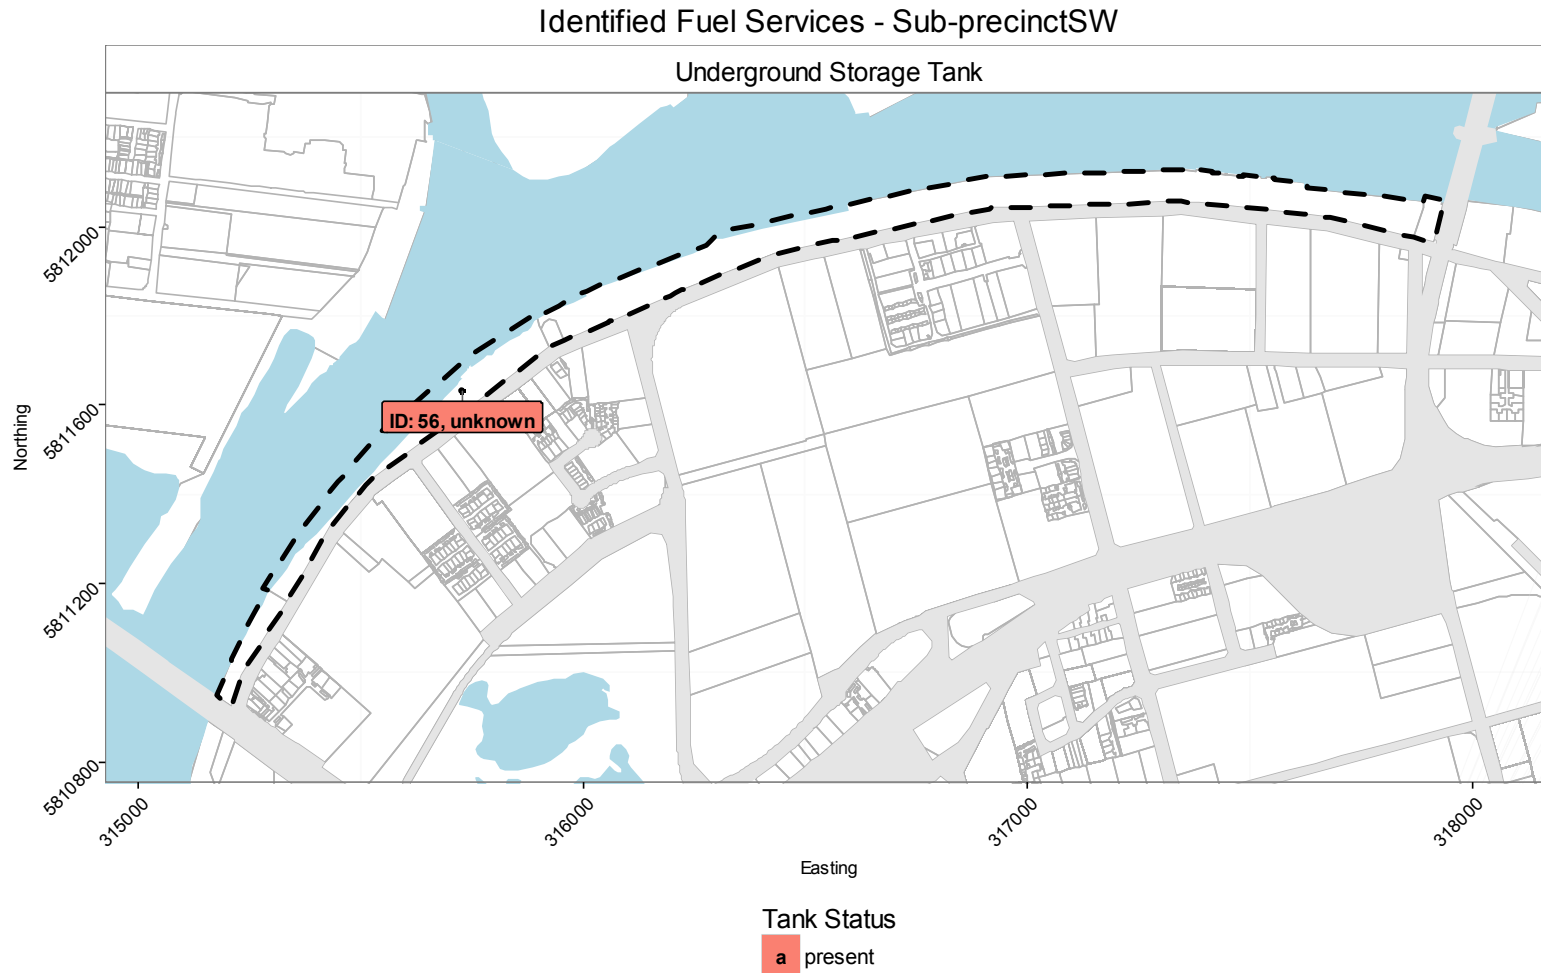 Identified Fuel Services - Sub-precinctSW
Underground Storage Tank
5812000
5811600
5811200
5810800
Northing
ID: 56, unknown
315000
316000
317000
318000
Easting
Tank Status
a present